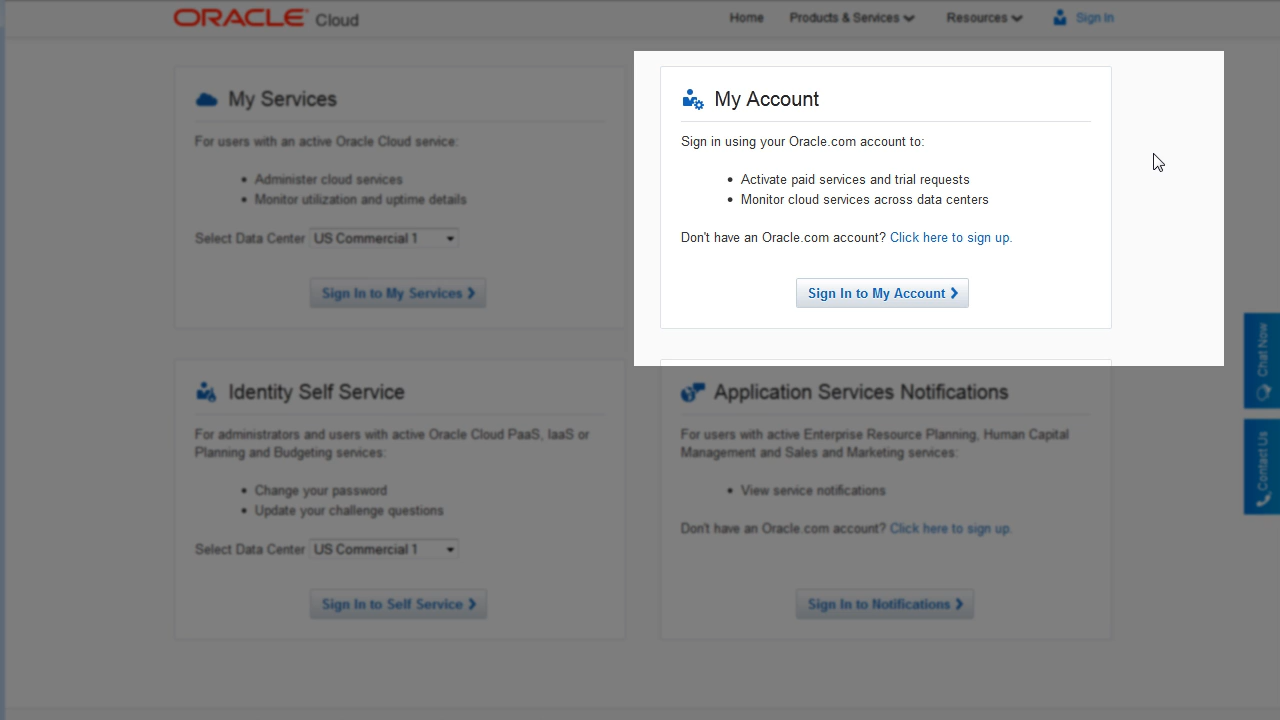 ORACLE Cloud
Home Products & Services Resources Sign In
My Services
For users with an active Oracle Cloud service:
• Administer cloud services
• Monitor utilization and uptime details
Select Data Center US Commercial 1
Sign In to My Services
My Account
Sign in using your Oracle.com account to:
• Activate paid services and trial requests
• Monitor cloud services across data centers
Don't have an Oracle.com account? Click here to sign up.
Sign In to My Account
Identity Self Service
For administrators and users with active Oracle Cloud PaaS, IaaS or
Planning and Budgeting services:
• Change your password
• Update your challenge questions
Select Data Center US Commercial 1
Sign In to Self Service
Application Services Notifications
For users with active Enterprise Resource Planning, Human Capital
Management and Sales and Marketing services:
• View service notifications
Don't have an Oracle.com account? Click here to sign up.
Sign In to Notifications
Chat Now
Contact Us